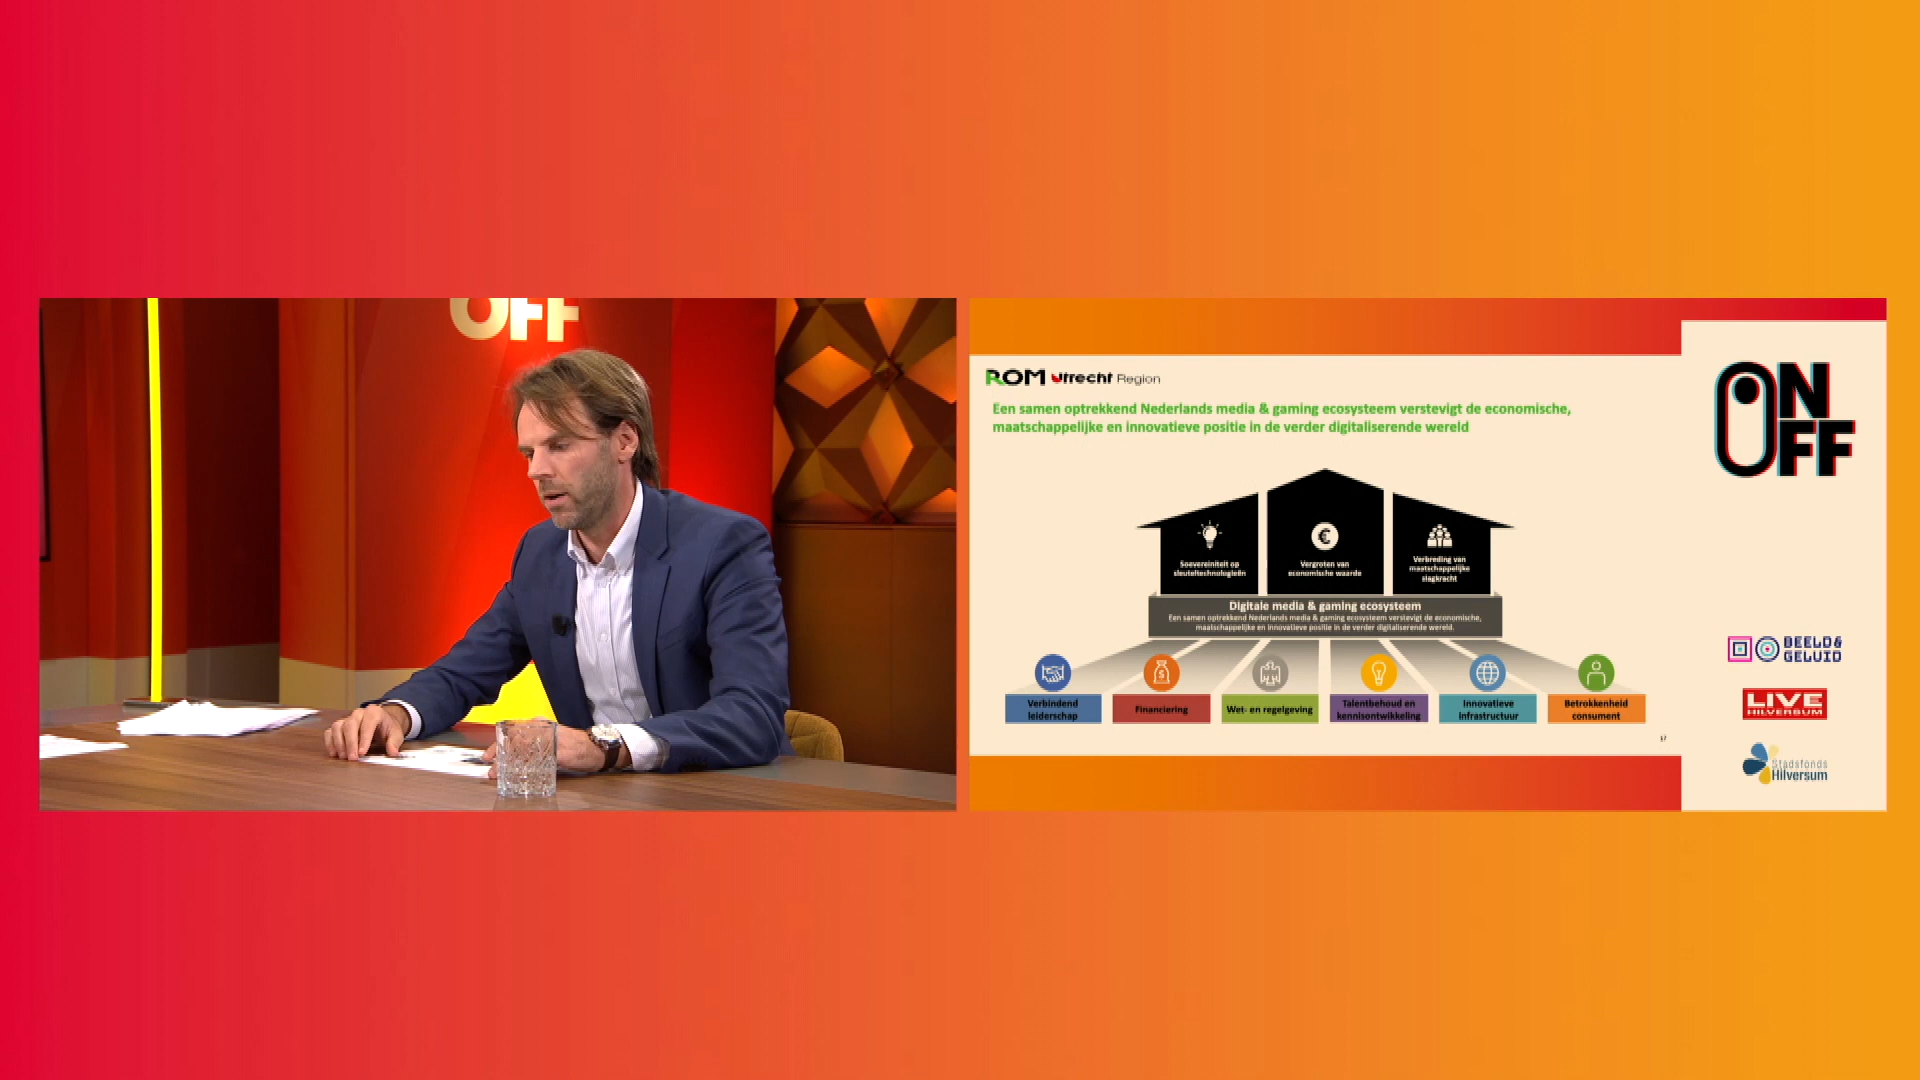 OFF
ROM Utrecht Region
Een samen optrekkend Nederlands media & gaming ecosysteem verstevigt de economische,
maatschappelijke en innovatieve positie in de verder digitaliserende wereld
Soevereiniteit op
sleuteltechnologieën
Vergroten van
economische waarde
Verbreding van
maatschappelijke
slagkracht
Digitale media & gaming ecosysteem
Een samen optrekkend Nederlands media & gaming ecosysteem verstevigt de economische,
maatschappelijke en innovatieve positie in de verder digitaliserende wereld.
Verbindend
leiderschap
Financiering
Wet- en regelgeving
Talentbehoud en
kennisontwikkeling
Innovatieve
infrastructuur
Betrokkenheid
consument
ON
OFF
BEELD&
GELUID
LIVE
HILVERSUM
Stadsfonds
Hilversum